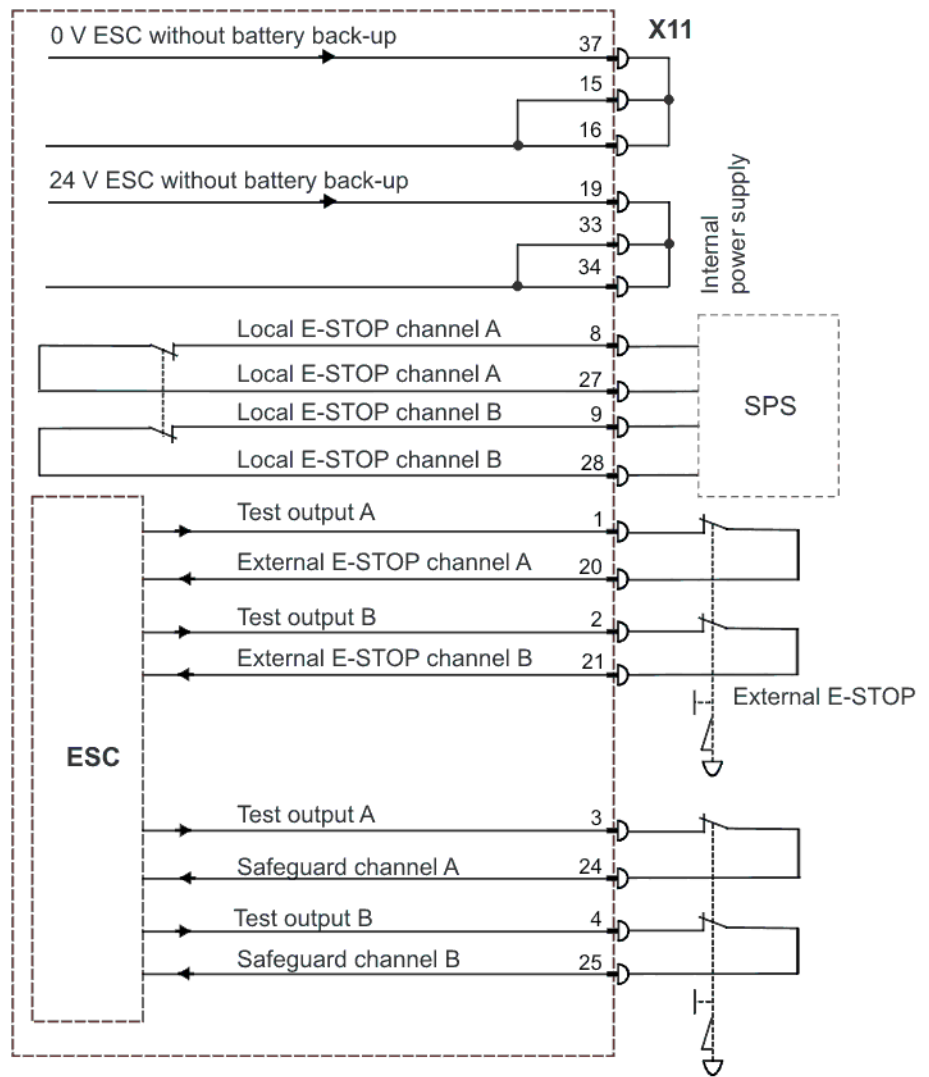 0 V ESC without battery back-up
37
X11
15
16
24 V ESC without battery back-up
19
33
34
Internal
power supply
Local E-STOP channel A
8
Local E-STOP channel A
27
Local E-STOP channel B
9
Local E-STOP channel B
28
SPS
Test output A
1
External E-STOP channel A
20
Test output B
2
External E-STOP channel B
21
External E-STOP
ESC
Test output A
3
Safeguard channel A
24
Test output B
4
Safeguard channel B
25